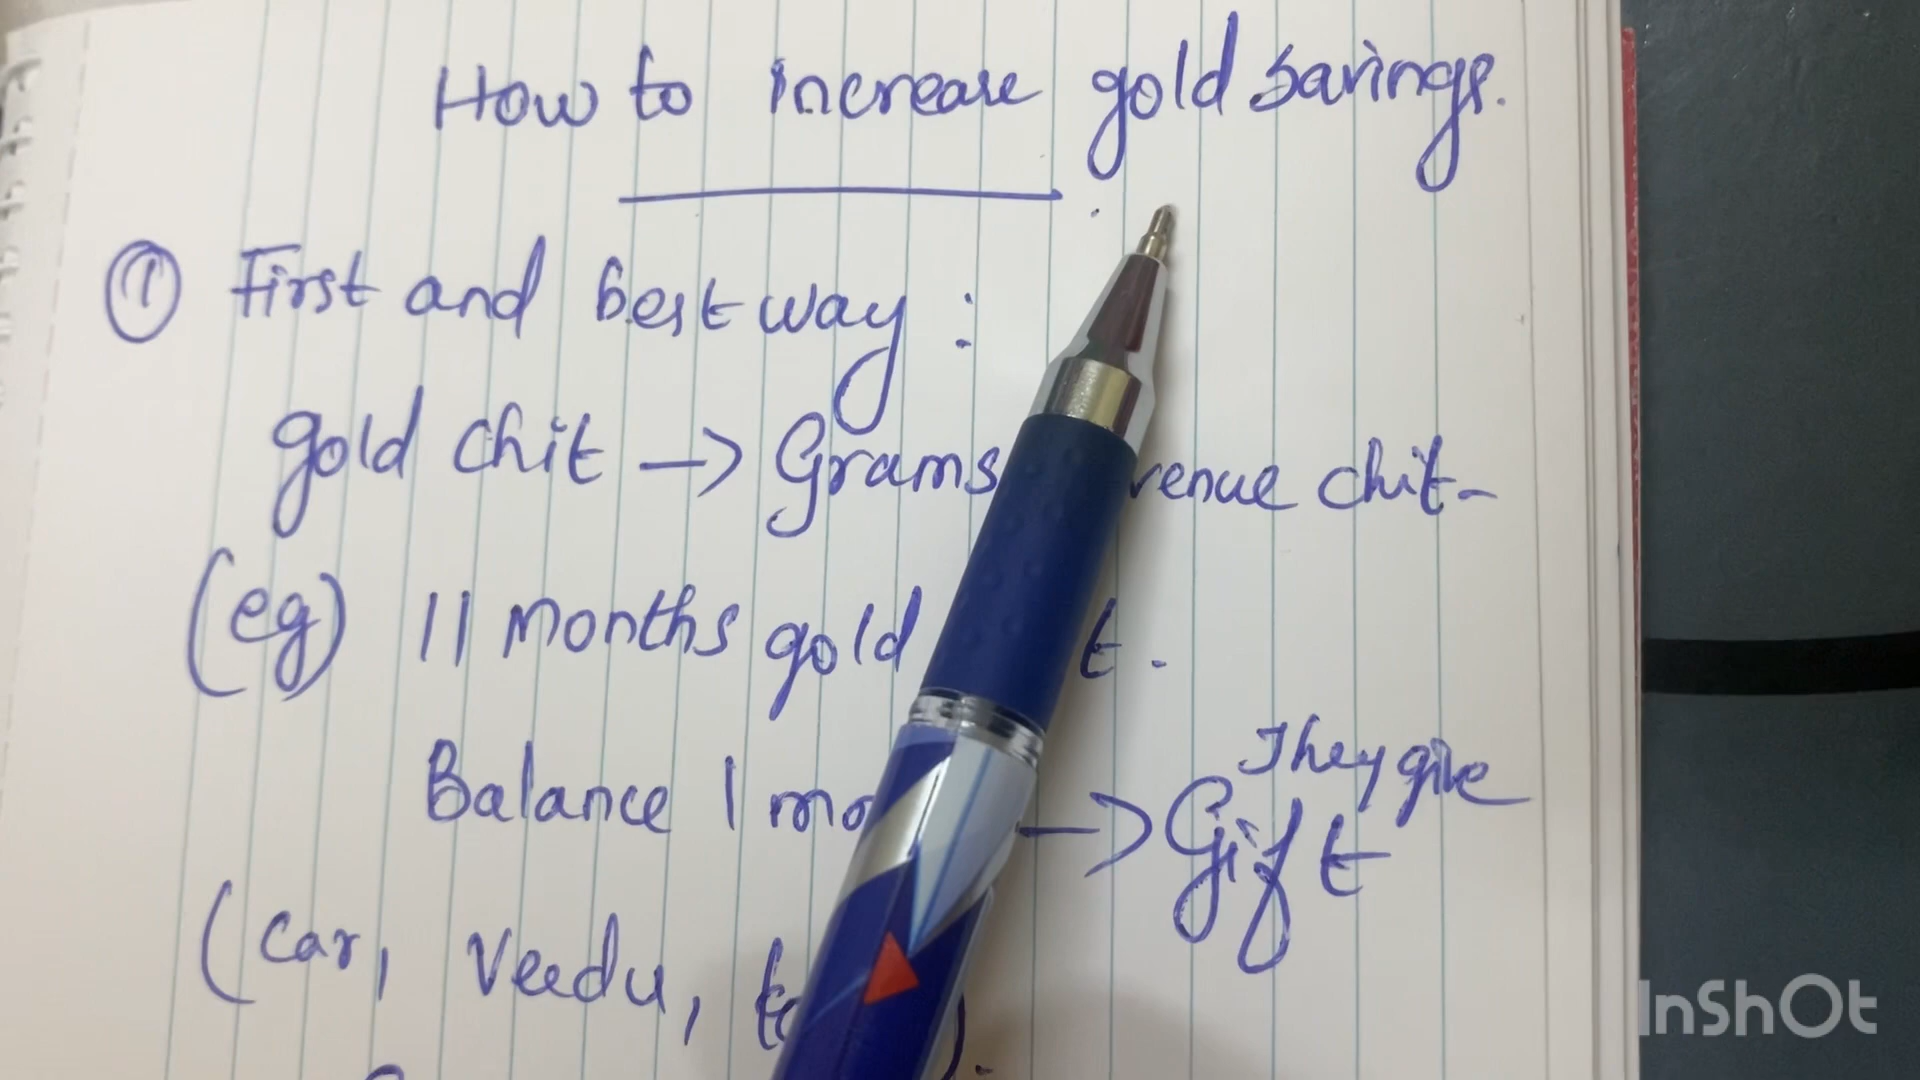 How to increase gold savings.
① First and best way :
gold chit → Grams chit-
(eg) 11 months gold
Balance 1 → They give
Gift
(car, Veedu,
InShOt